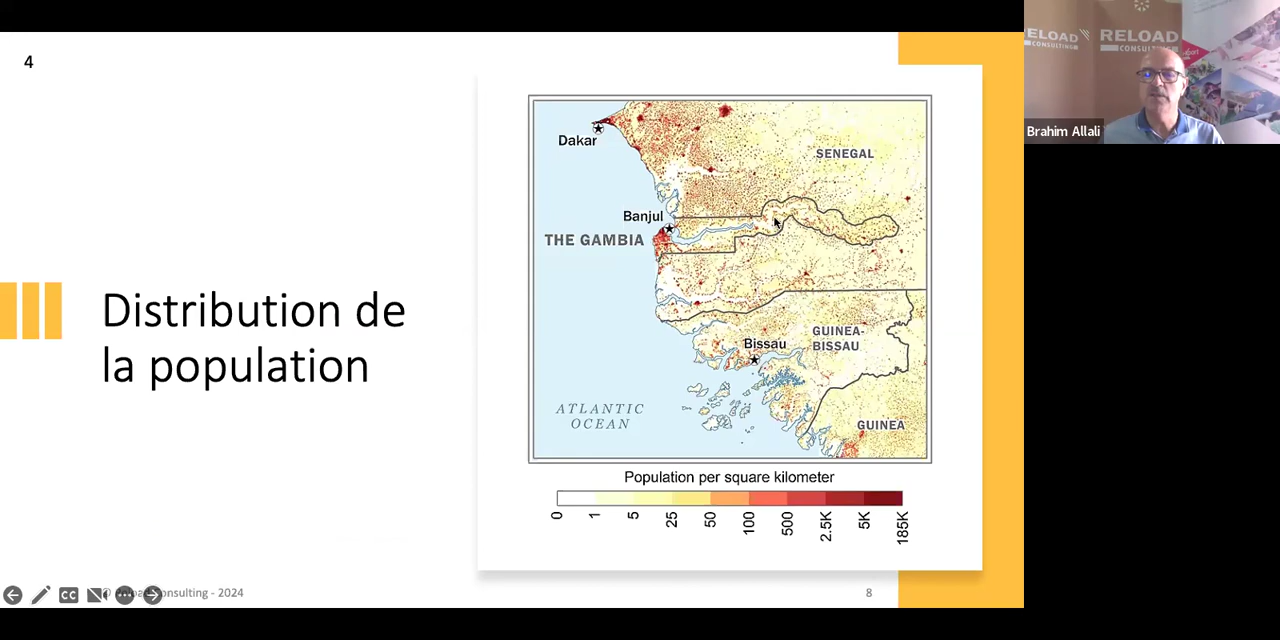 4
Distribution de
la population
Dakar
SENEGAL
Banjul
THE GAMBIA
GUINEA-
BISSAU
Bissau
ATLANTIC
OCEAN
GUINEA
Population per square kilometer
0
1
5
25
50
100
500
2.5K
5K
185K
CC
Consulting - 2024
8
RELOAD
CONSULTING
RELOAD
Brahim Allali